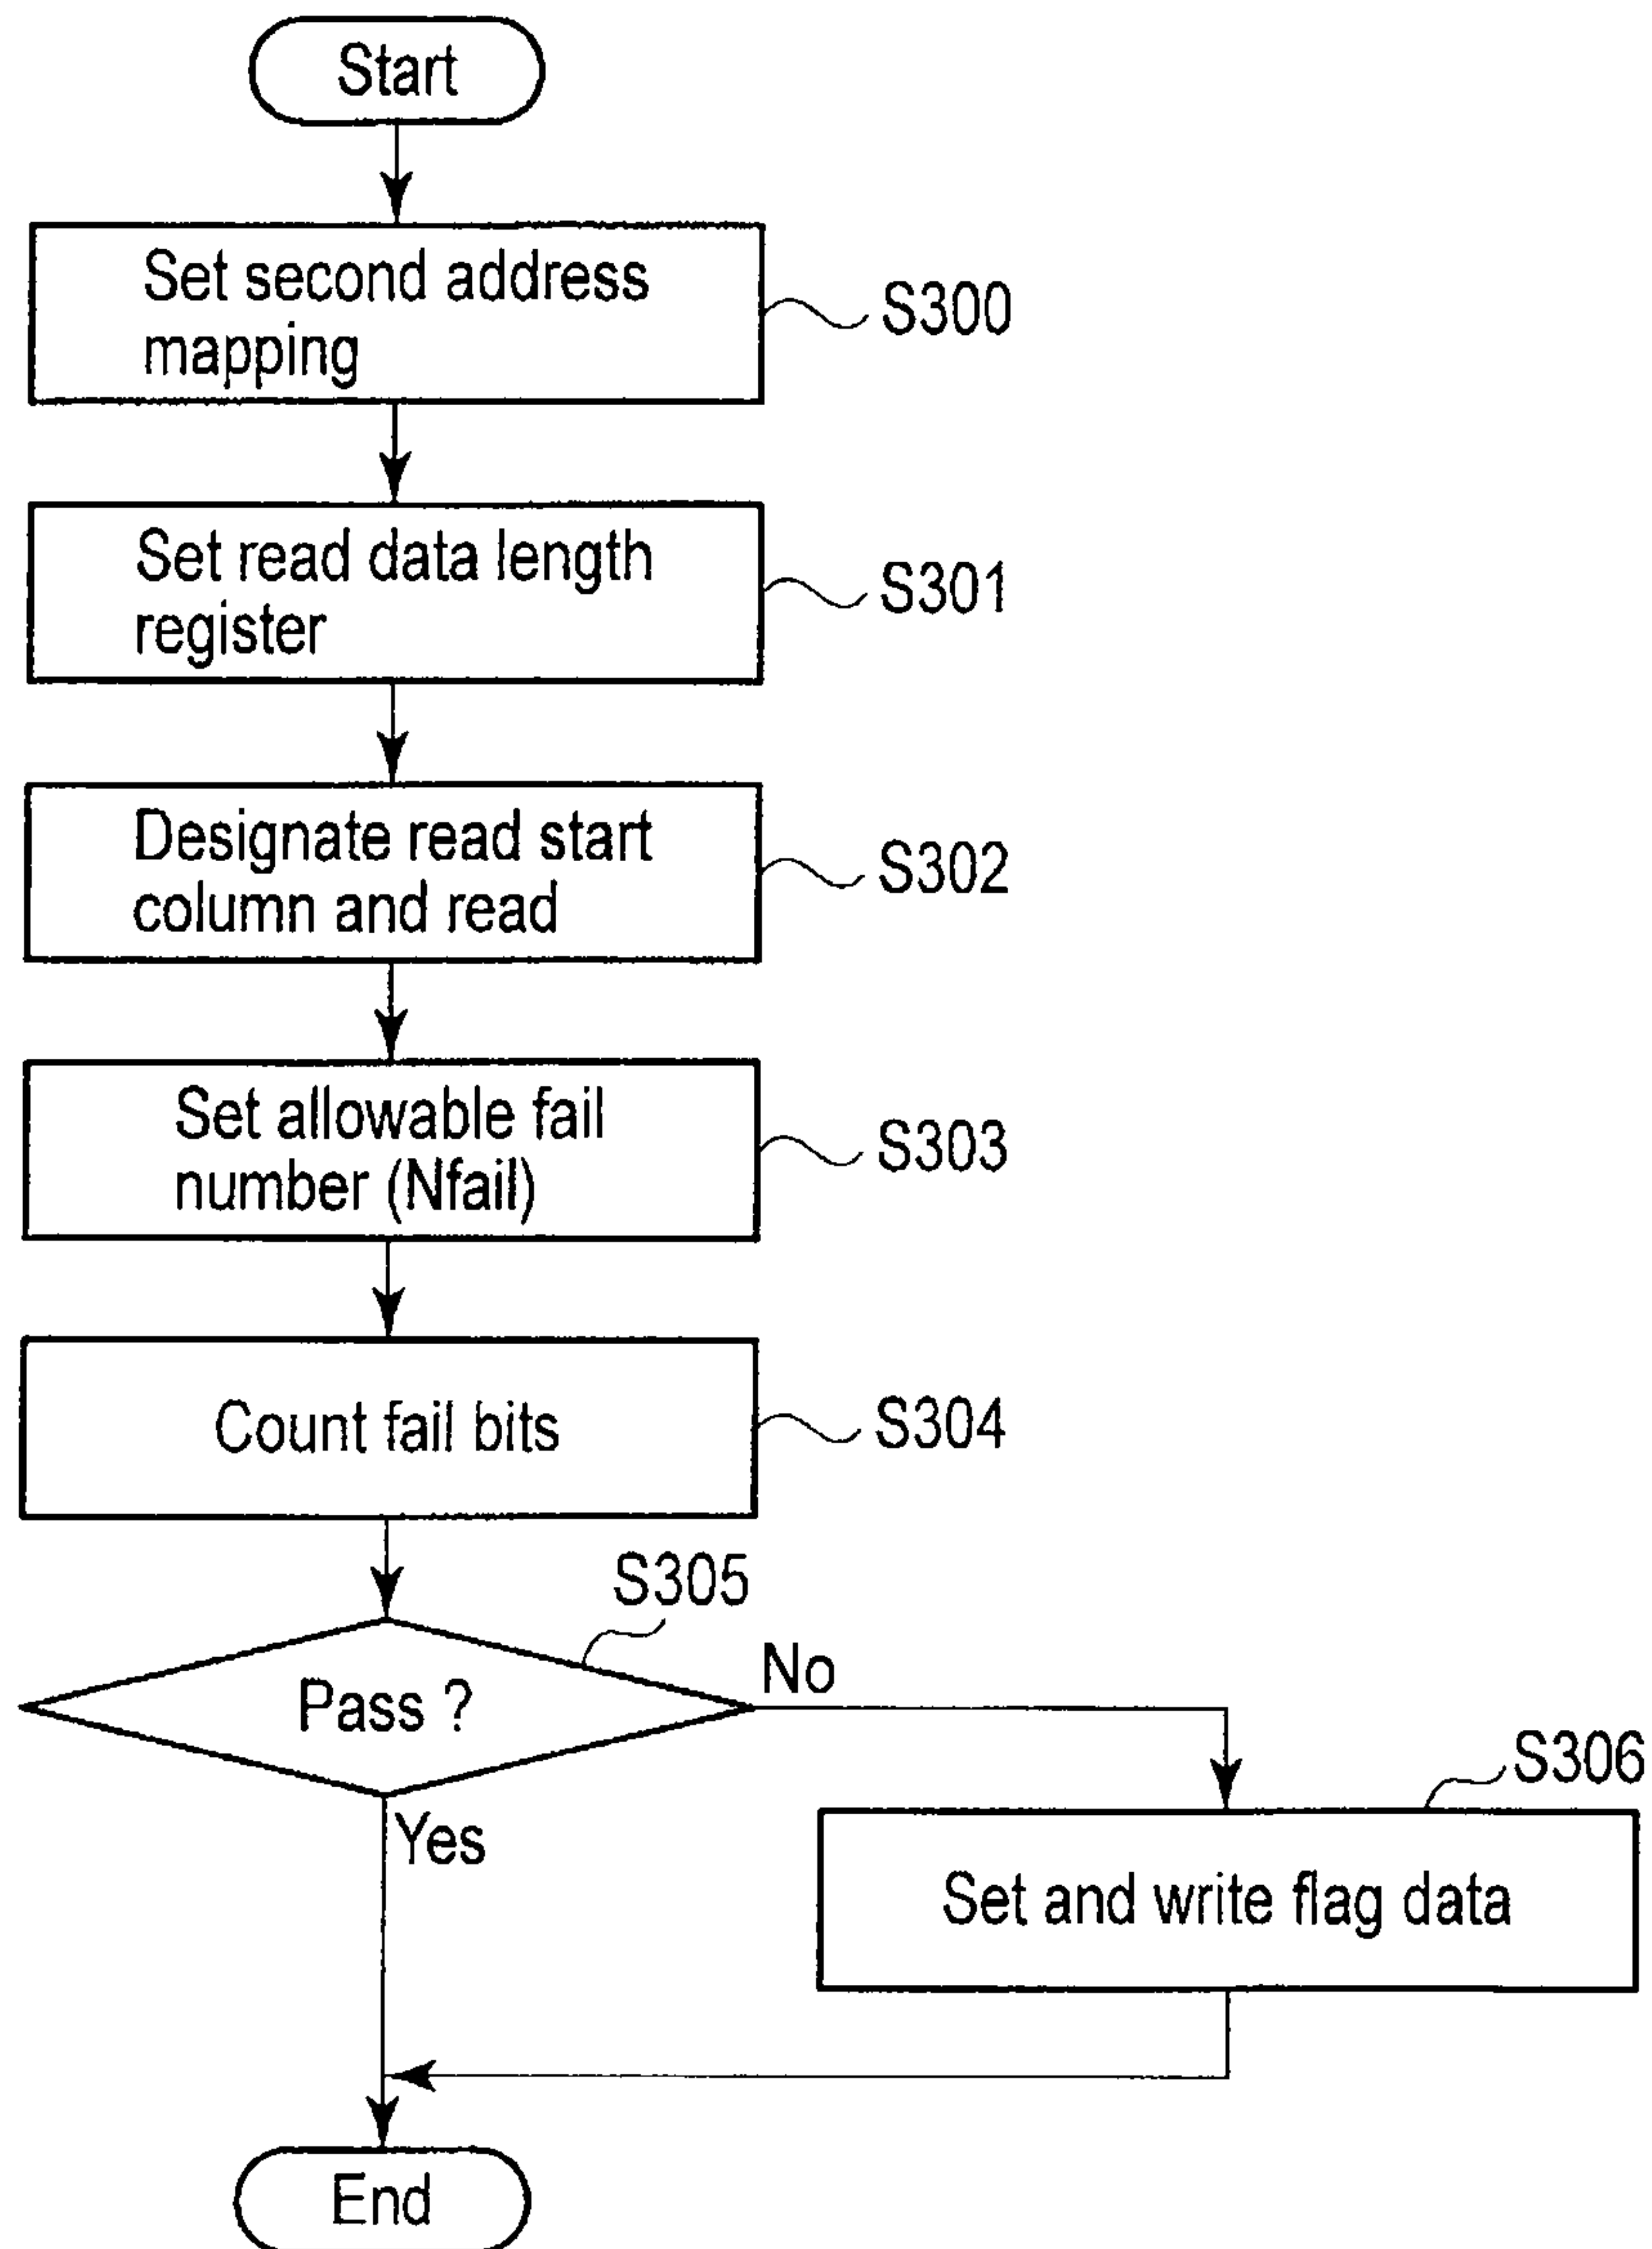 Start
Set second address
mapping
S300
Set read data length
register
S301
Designate read start
column and read
S302
Set allowable fail
number (Nfail)
S303
Count fail bits
S304
S305
Pass ?
No
Yes
S306
Set and write flag data
End